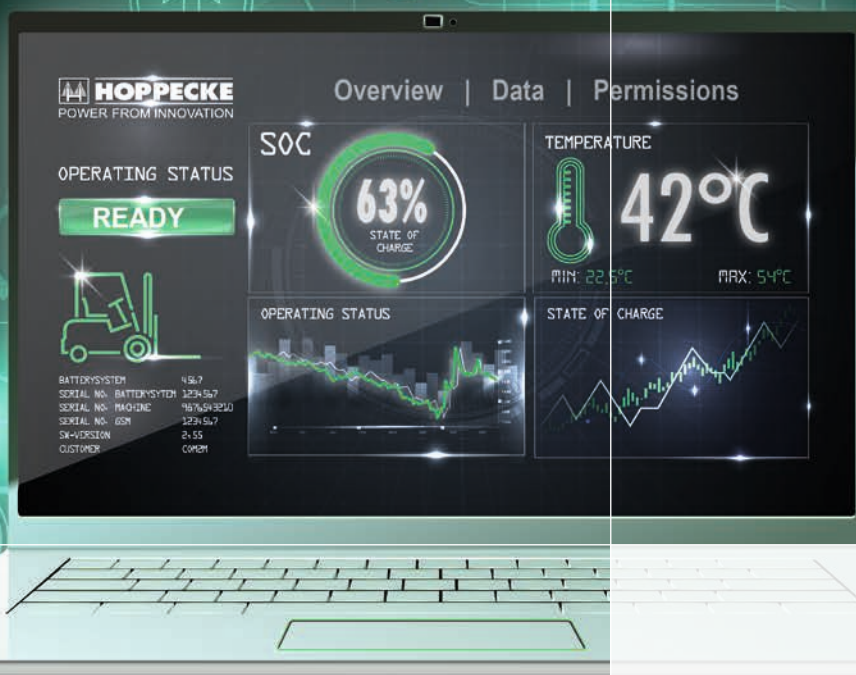 HOPPECKE
POWER FROM INNOVATION
Overview | Data | Permissions
OPERATING STATUS
READY
SOC
63%
STATE OF
CHARGE
TEMPERATURE
42°C
MIN: 22,5°C MAX: 54°C
OPERATING STATUS
STATE OF CHARGE
BATTERYSYSTEM 4567
SERIAL NO. BATTERYSYTEM 1234567
SERIAL NO. MACHINE 9876543210
SERIAL NO. GSM 1234567
SW-VERSION 2.55
CUSTOMER COM2M